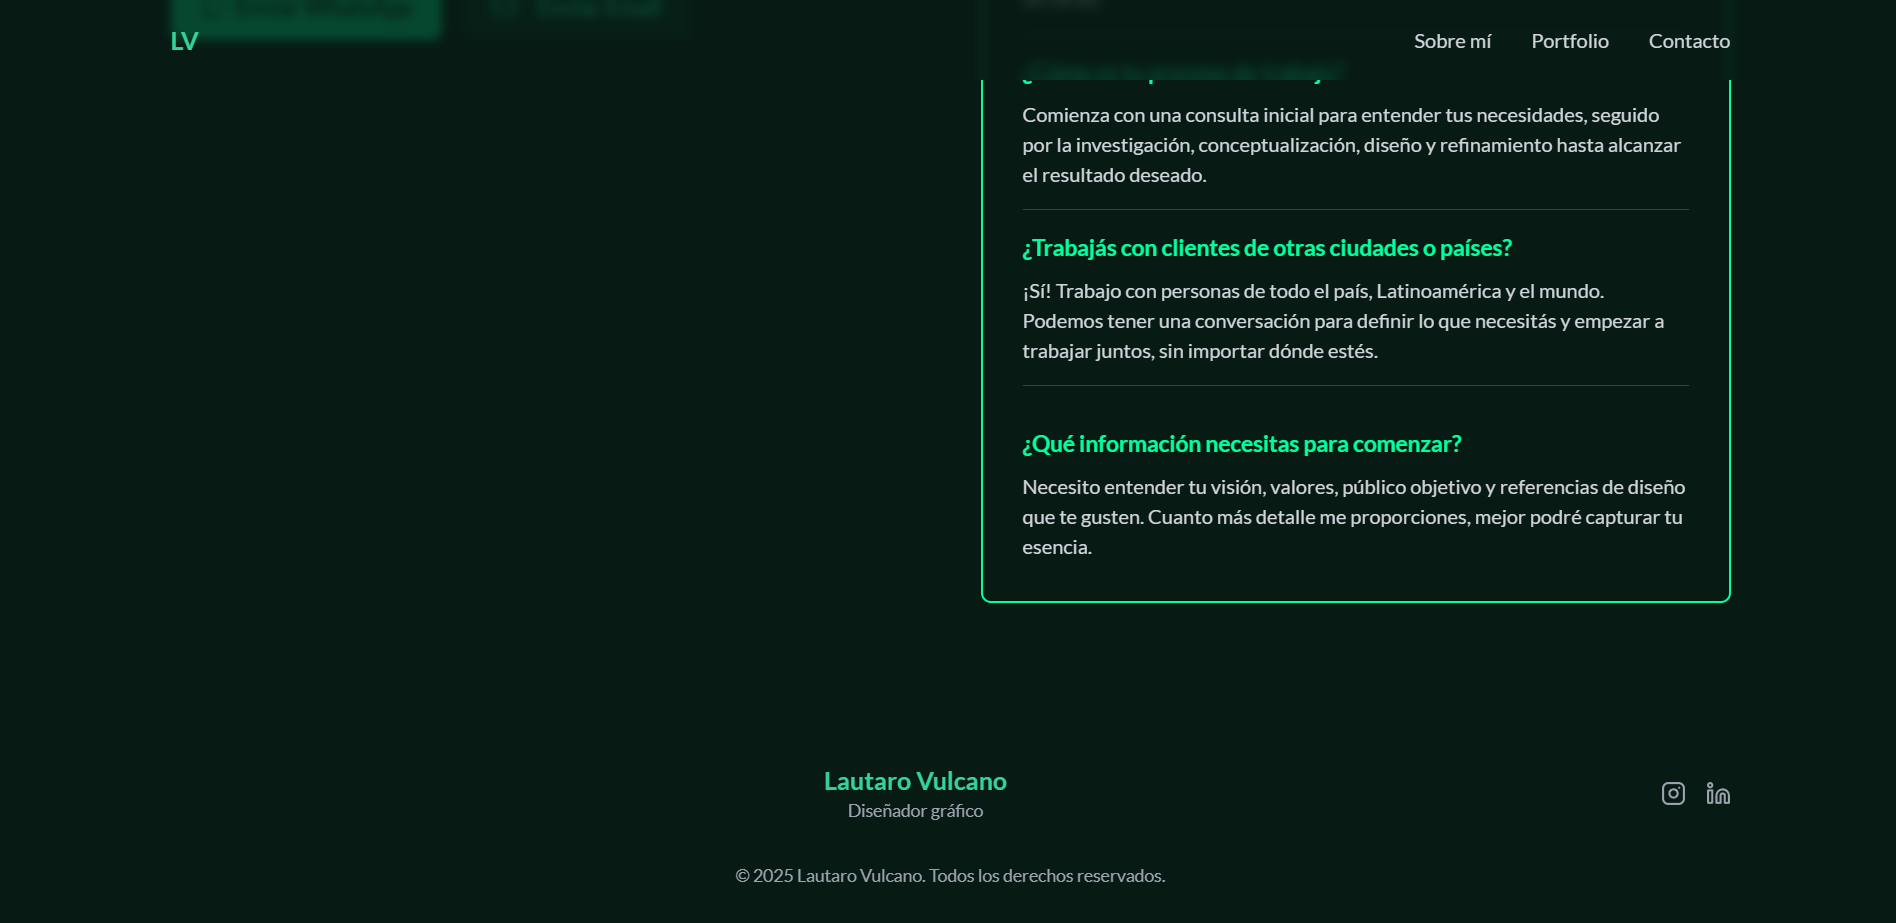 LV
Sobre mí
Portfolio
Contacto
Comienza con una consulta inicial para entender tus necesidades, seguido
por la investigación, conceptualización, diseño y refinamiento hasta alcanzar
el resultado deseado.
¿Trabajás con clientes de otras ciudades o países?
¡Sí! Trabajo con personas de todo el país, Latinoamérica y el mundo.
Podemos tener una conversación para definir lo que necesitás y empezar a
trabajar juntos, sin importar dónde estés.
¿Qué información necesitas para comenzar?
Necesito entender tu visión, valores, público objetivo y referencias de diseño
que te gusten. Cuanto más detalle me proporciones, mejor podré capturar tu
esencia.
Lautaro Vulcano
Diseñador gráfico
© 2025 Lautaro Vulcano. Todos los derechos reservados.